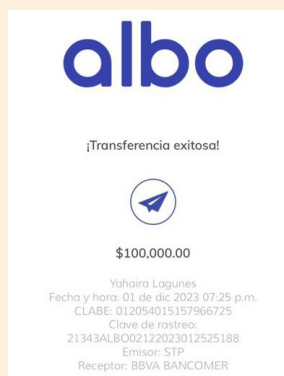 albo
¡Transferencia exitosa!
$100,000.00
Yahaira Lagunes
Fecha y hora: 01 de dic 2023 07:25 p.m.
CLABE: 012054015157966725
Clave de rastreo:
21343ALBO02122023012525188
Emisor: STP
Receptor: BBVA BANCOMER